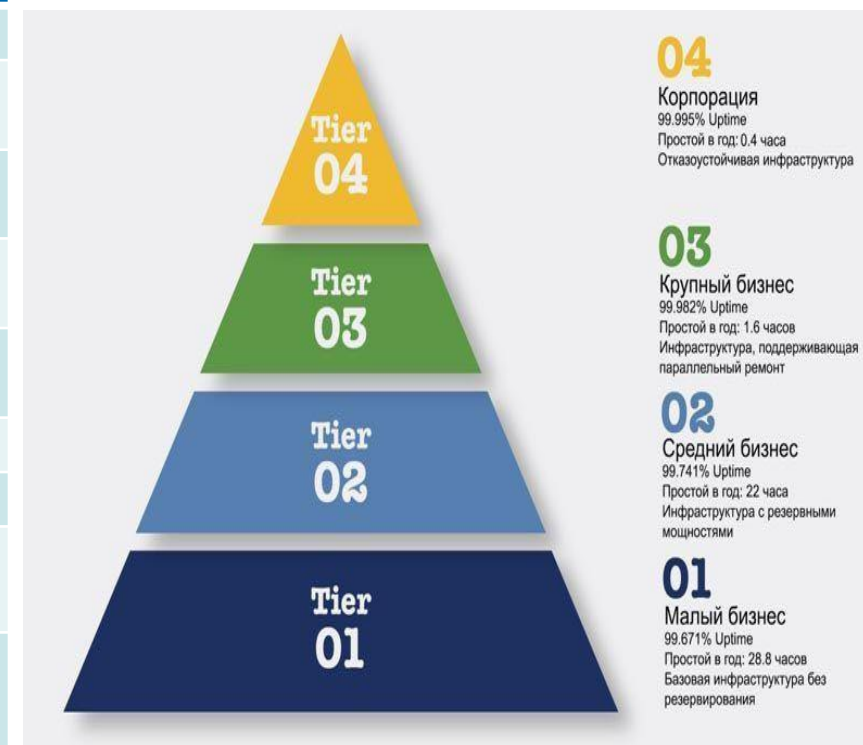 Tier
04
Tier
03
Tier
02
Tier
01
04
Корпорация
99.995% Uptime
Простой в год: 0.4 часа
Отказоустойчивая инфраструктура
03
Крупный бизнес
99.982% Uptime
Простой в год: 1.6 часов
Инфраструктура, поддерживающая
параллельный ремонт
02
Средний бизнес
99.741% Uptime
Простой в год: 22 часа
Инфраструктура с резервными
мощностями
01
Малый бизнес
99.671% Uptime
Простой в год: 28.8 часов
Базовая инфраструктура без
резервирования